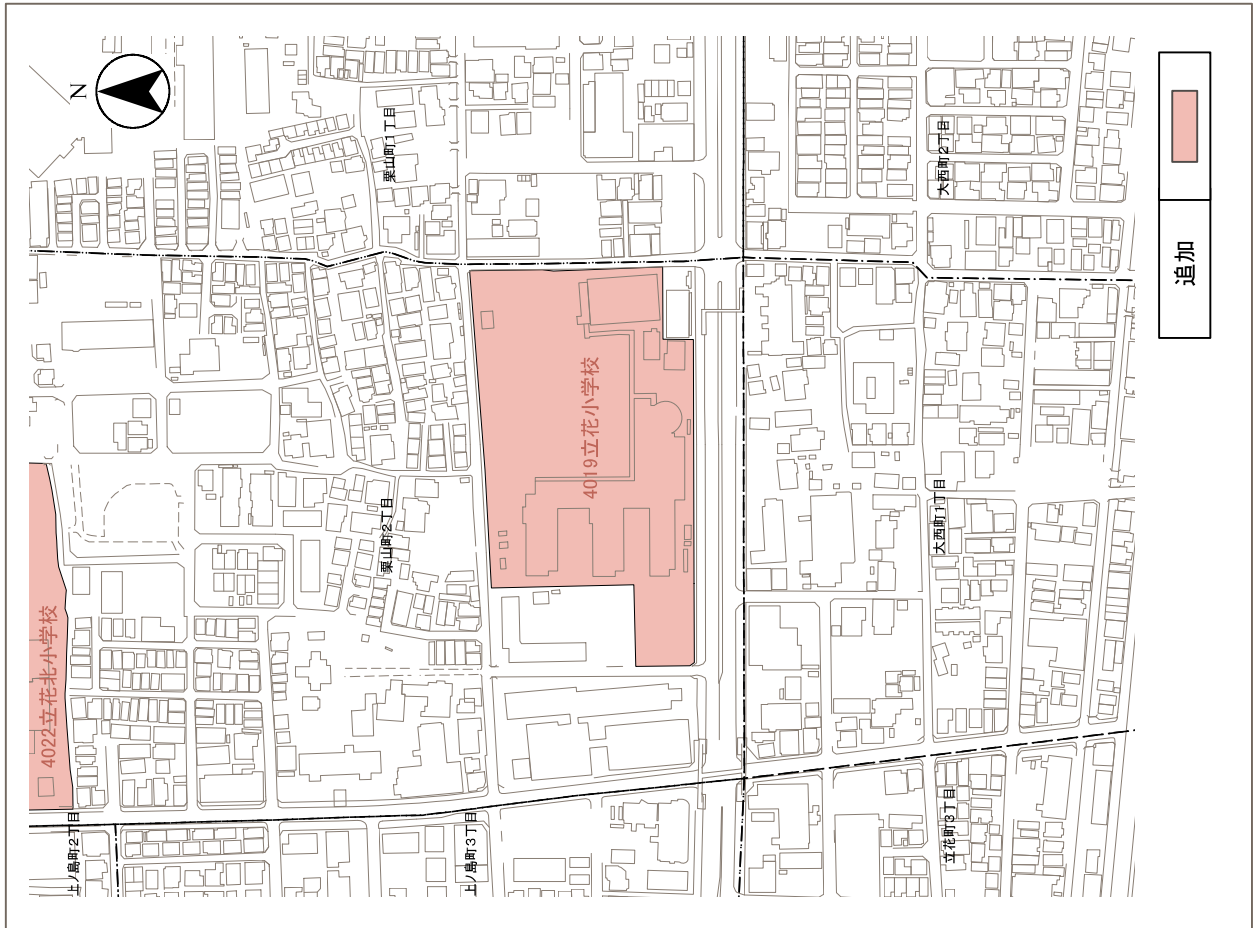 N
栗山町1丁目
大西町2丁目
追加
4019立花小学校
栗山町2丁目
大西町1丁目
4022立花北小学校
上ノ島町2丁目
上ノ島町3丁目
立花町3丁目